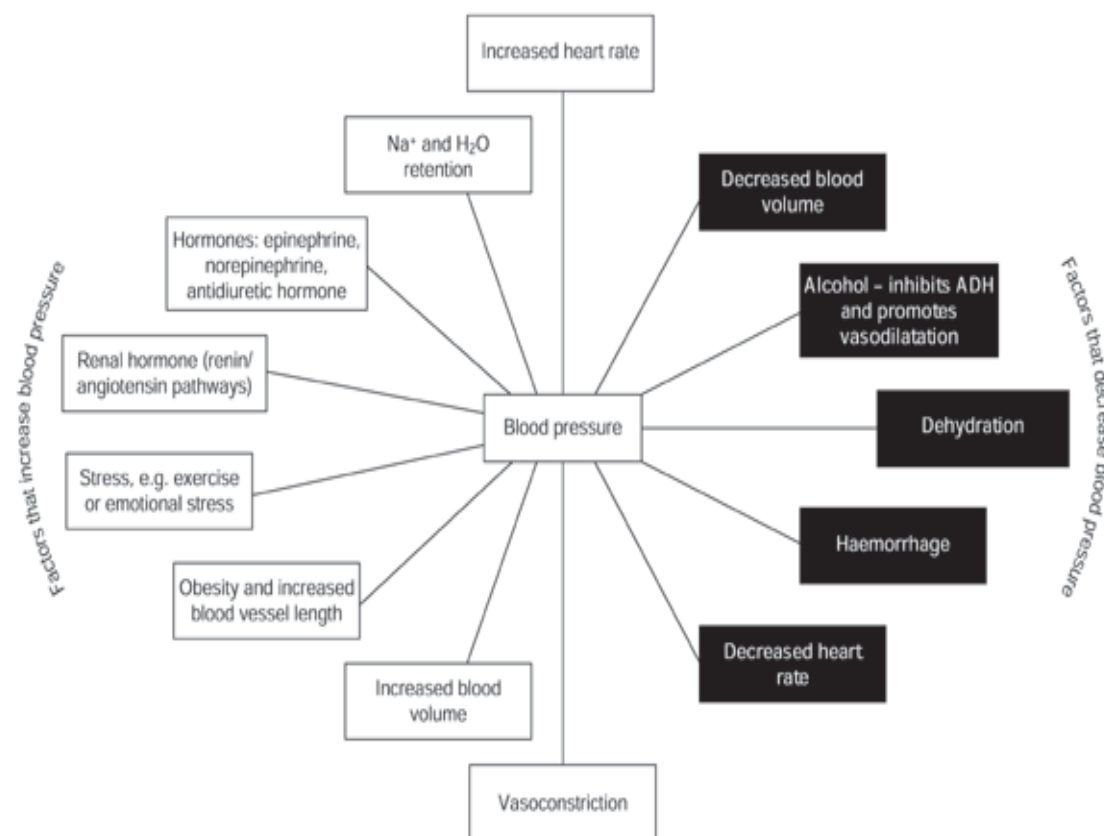 Increased heart rate
Na⁺ and H₂O
retention
Hormones: epinephrine,
norepinephrine,
antidiuretic hormone
Renal hormone (renin/
angiotensin pathways)
Stress, e.g. exercise
or emotional stress
Obesity and increased
blood vessel length
Increased blood
volume
Vasoconstriction
Blood pressure
Decreased blood
volume
Alcohol – inhibits ADH
and promotes
vasodilatation
Dehydration
Haemorrhage
Decreased heart
rate
Factors that increase blood pressure
Factors that decrease blood pressure